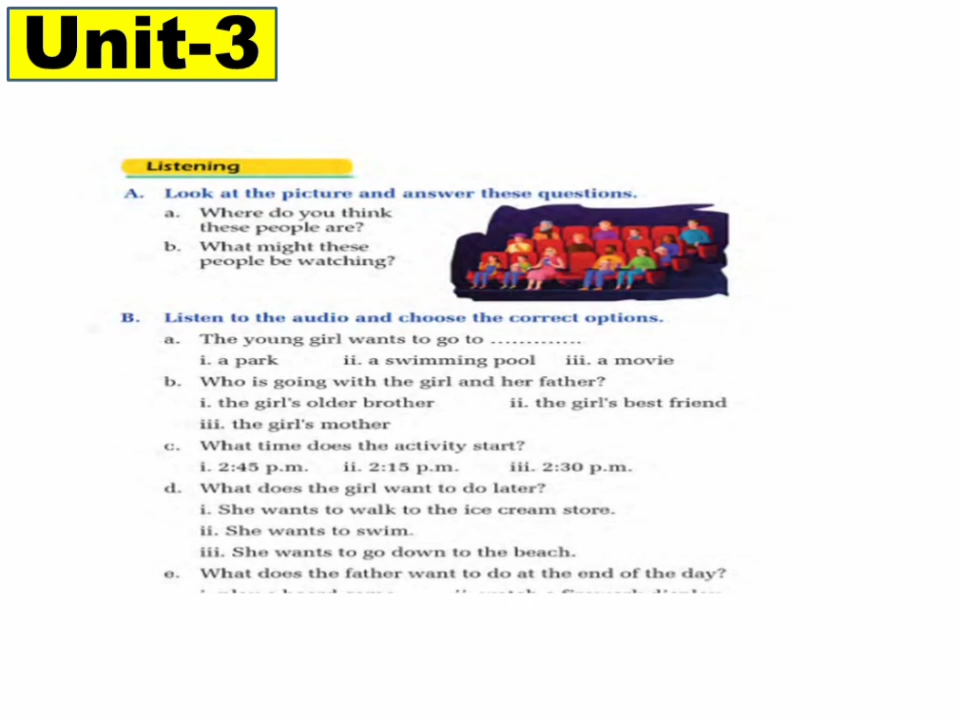 Unit-3
Listening
A. Look at the picture and answer these questions.
a. Where do you think
these people are?
b. What might these
people be watching?
B. Listen to the audio and choose the correct options.
a. The young girl wants to go to .............
i. a park ii. a swimming pool iii. a movie
b. Who is going with the girl and her father?
i. the girl's older brother ii. the girl's best friend
iii. the girl's mother
c. What time does the activity start?
i. 2:45 p.m. ii. 2:15 p.m. iii. 2:30 p.m.
d. What does the girl want to do later?
i. She wants to walk to the ice cream store.
ii. She wants to swim.
iii. She wants to go down to the beach.
e. What does the father want to do at the end of the day?